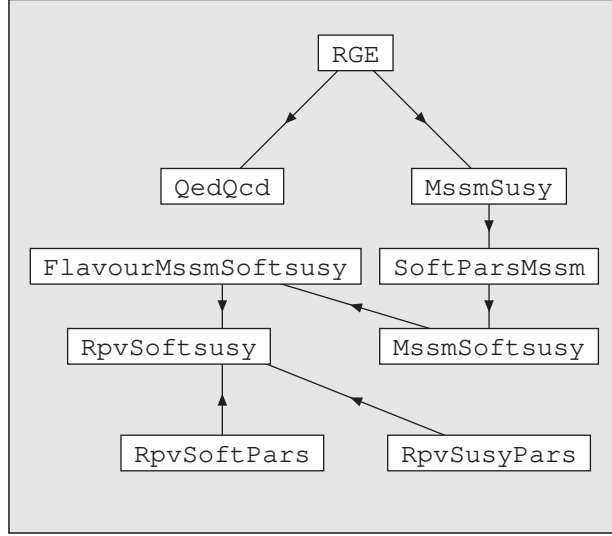 RGE
QedQcd
MssmSusy
FlavourMssmSoftsusy
SoftParsMssm
RpvSoftsusy
MssmSoftsusy
RpvSoftPars
RpvSusyPars